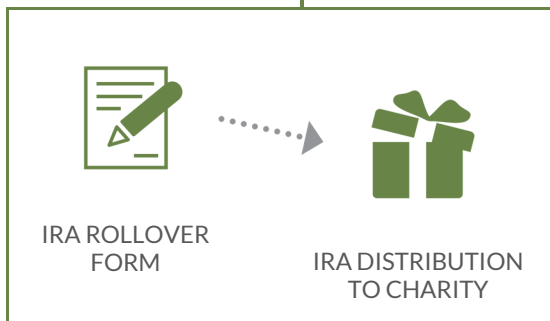 IRA ROLLOVER
FORM
IRA DISTRIBUTION
TO CHARITY